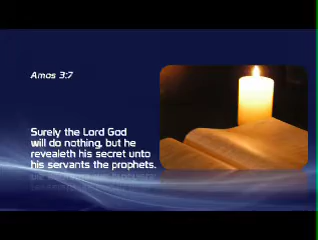 Amos 3:7
Surely the Lord God
will do nothing, but he
revealeth his secret unto
his servants the prophets.